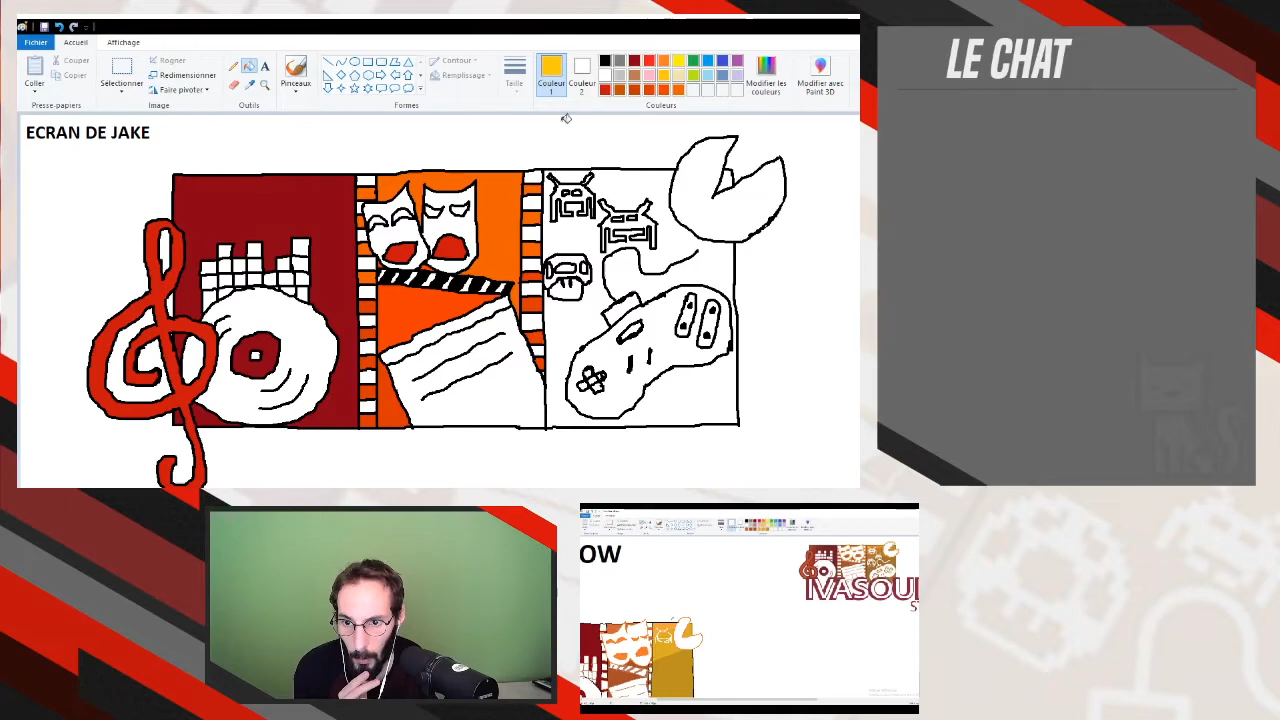 LE CHAT
Fichier
Accueil
Affichage
Coller
Couper
Copier
Presse-papiers
Sélectionner
Rogner
Redimensionner
Faire pivoter
Image
A
Outils
Pinceaux
Contour
Remplissage
Formes
Taille
Couleur
1
Couleur
2
Modifier les
couleurs
Modifier avec
Paint 3D
Couleurs
ECRAN DE JAKE
OW
IVASOU